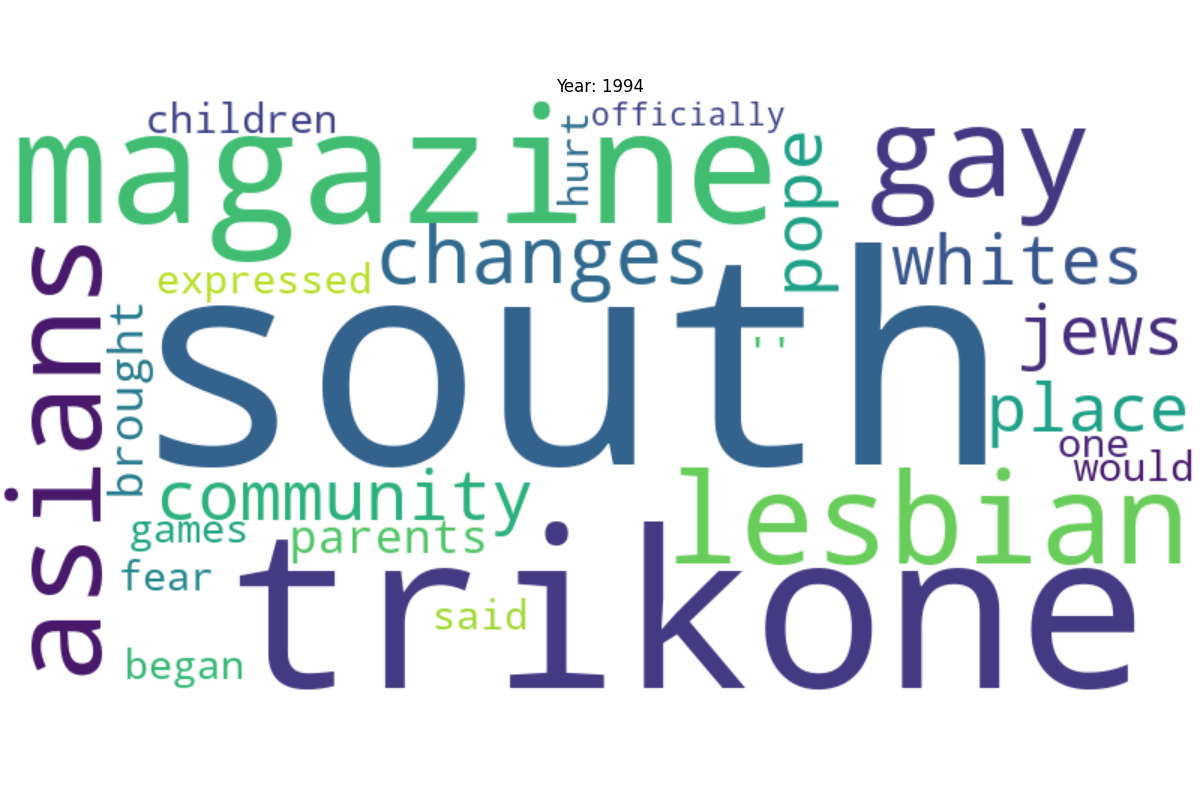 Year: 1994
children
officially
hurt
magazine
pope
gay
changes
whites
expressed
asians
brought
south
''
jews
place
one
would
community
lesbian
games
parents
fear
trikone
said
began